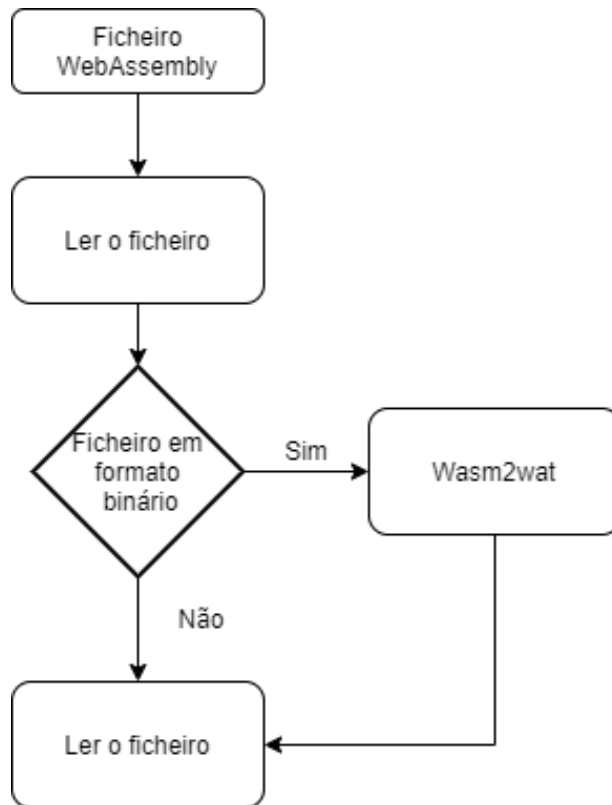 Ficheiro
WebAssembly
Ler o ficheiro
Ficheiro em
formato
binário
Sim
Wasm2wat
Não
Ler o ficheiro